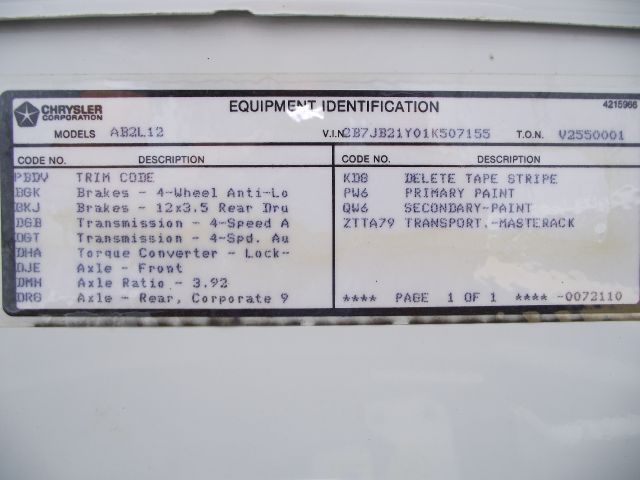 CHRYSLER
CORPORATION
EQUIPMENT IDENTIFICATION
4215966
MODELS AB2L12
V.I.N. 2B7JB21Y01K507155
T.O.N. V2550001
CODE NO. DESCRIPTION
PBDV TRIM CODE
BGK Brakes - 4-Wheel Anti-Lo
BKJ Brakes - 12x3.5 Rear Dru
DGB Transmission - 4-Speed A
DGT Transmission - 4-Spd. Au
DHA Torque Converter - Lock-
DJE Axle - Front
DMH Axle Ratio - 3.92
DRG Axle - Rear, Corporate 9
CODE NO. DESCRIPTION
KD8 DELETE TAPE STRIPE
PW6 PRIMARY PAINT
QW6 SECONDARY-PAINT
ZTTA79 TRANSPORT.-MASTERACK
**** PAGE 1 OF 1 **** -0072110